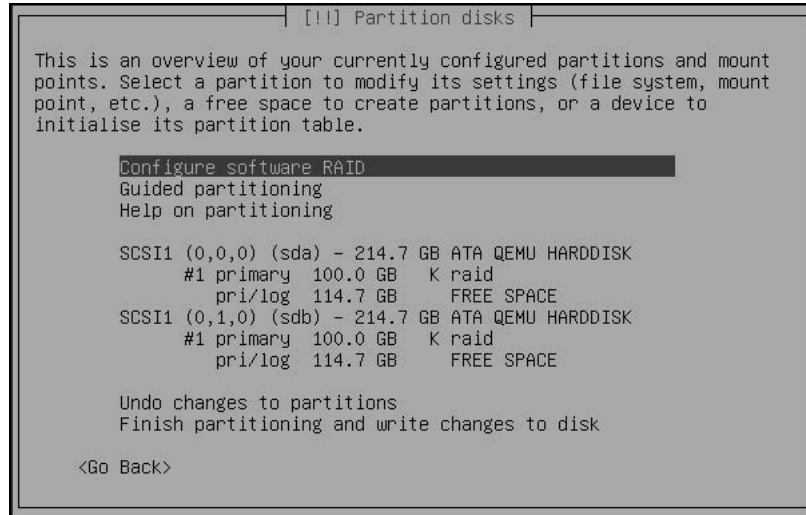 [!!] Partition disks
This is an overview of your currently configured partitions and mount
points. Select a partition to modify its settings (file system, mount
point, etc.), a free space to create partitions, or a device to
initialise its partition table.
Configure software RAID
Guided partitioning
Help on partitioning
SCSI1 (0,0,0) (sda) - 214.7 GB ATA QEMU HARDDISK
#1 primary 100.0 GB K raid
pri/log 114.7 GB FREE SPACE
SCSI1 (0,1,0) (sdb) - 214.7 GB ATA QEMU HARDDISK
#1 primary 100.0 GB K raid
pri/log 114.7 GB FREE SPACE
Undo changes to partitions
Finish partitioning and write changes to disk
<Go Back>